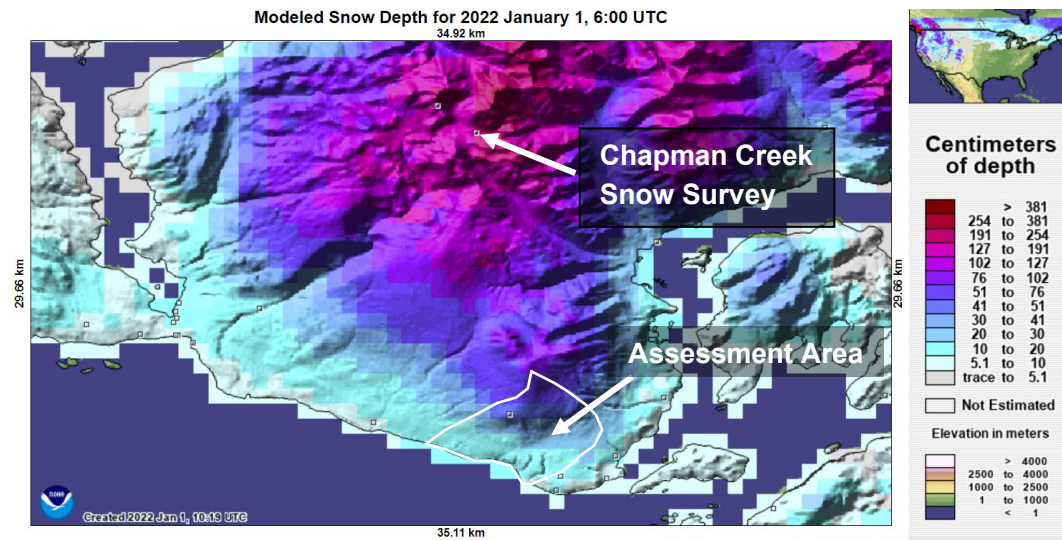 Modeled Snow Depth for 2022 January 1, 6:00 UTC
34.92 km
29.66 km
Chapman Creek
Snow Survey
Assessment Area
29.66 km
NOAA
Created 2022 Jan 1, 10:19 UTC
35.11 km
Centimeters
of depth
> 381
254 to 381
191 to 254
127 to 191
102 to 127
76 to 102
51 to 76
41 to 51
30 to 41
20 to 30
10 to 20
5.1 to 10
trace to 5.1
Not Estimated
Elevation in meters
> 4000
2500 to 4000
1000 to 2500
1 to 1000
< 1